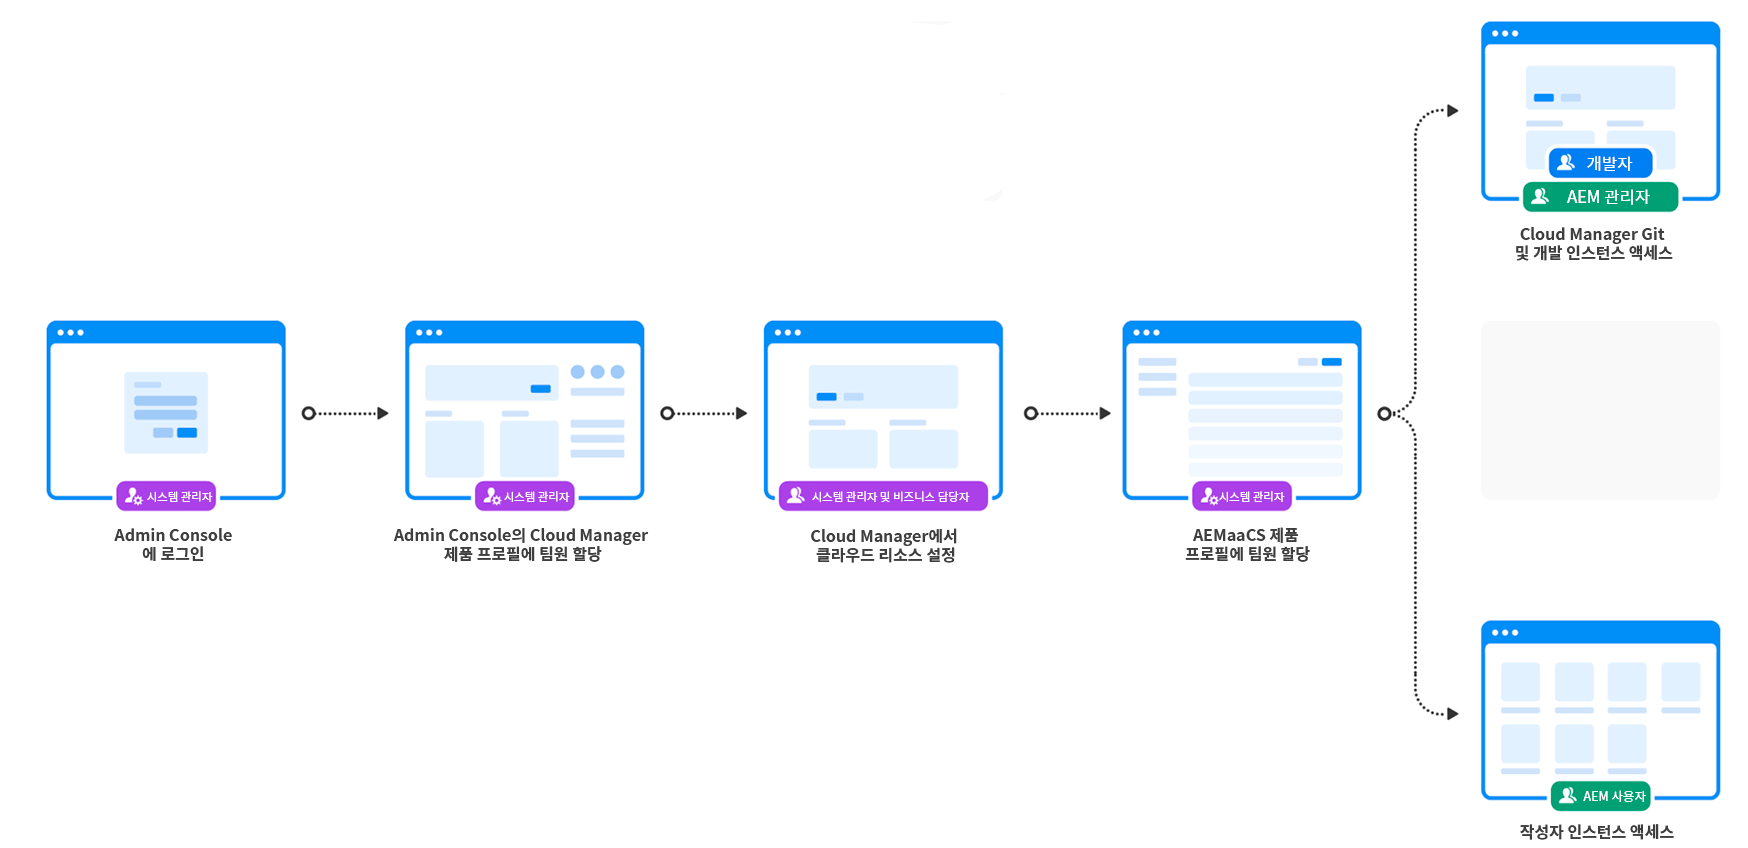 개발자
AEM 관리자
Cloud Manager Git
및 개발 인스턴스 액세스
시스템 관리자
Admin Console
에 로그인
시스템 관리자
Admin Console의 Cloud Manager
제품 프로필에 팀원 할당
시스템 관리자 및 비즈니스 담당자
Cloud Manager에서
클라우드 리소스 설정
시스템 관리자
AEMaaCS 제품
프로필에 팀원 할당
AEM 사용자
작성자 인스턴스 액세스